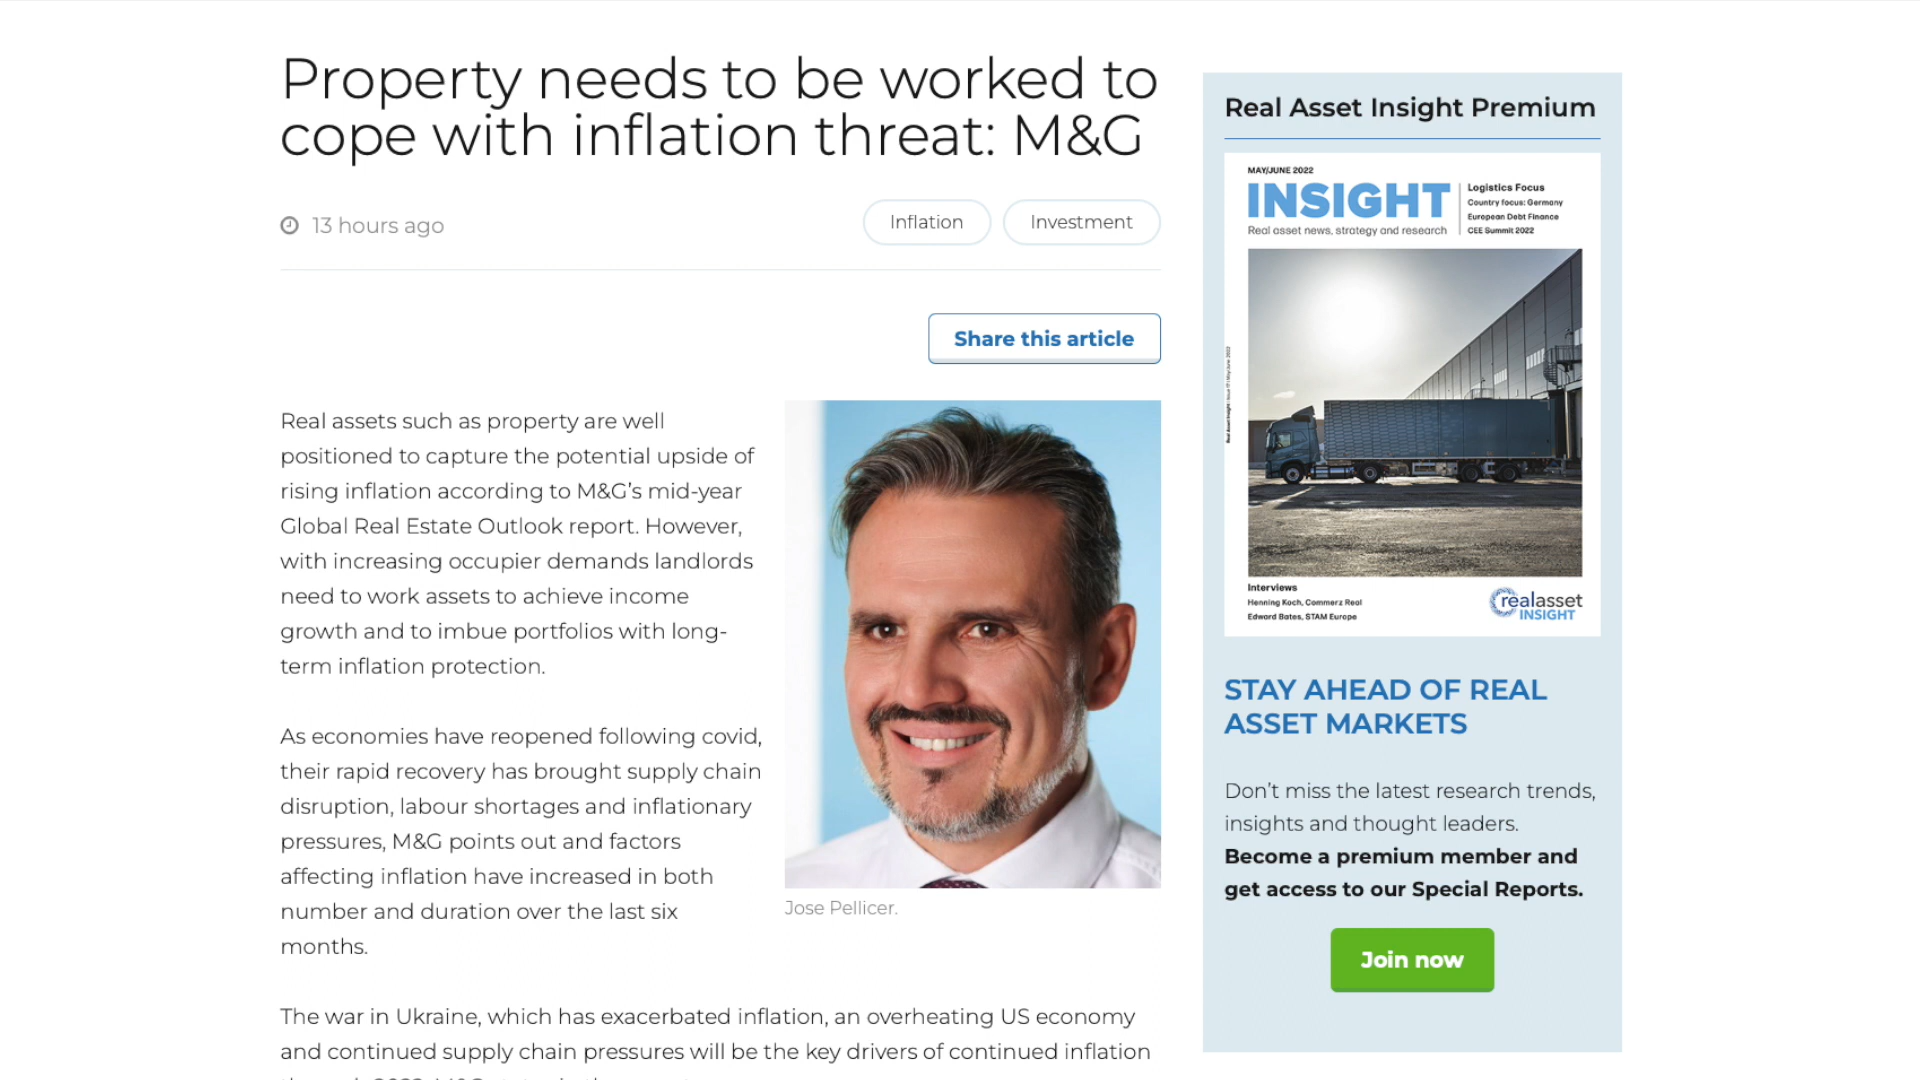 Property needs to be worked to
cope with inflation threat: M&G
13 hours ago
Inflation
Investment
Share this article
Real assets such as property are well
positioned to capture the potential upside of
rising inflation according to M&G's mid-year
Global Real Estate Outlook report. However,
with increasing occupier demands landlords
need to work assets to achieve income
growth and to imbue portfolios with long-
term inflation protection.
As economies have reopened following covid,
their rapid recovery has brought supply chain
disruption, labour shortages and inflationary
pressures, M&G points out and factors
affecting inflation have increased in both
number and duration over the last six
months.
Jose Pellicer.
The war in Ukraine, which has exacerbated inflation, an overheating US economy
and continued supply chain pressures will be the key drivers of continued inflation
Real Asset Insight Premium
MAY/JUNE 2022
INSIGHT
Real asset news, strategy and research
Logistics Focus
Country focus: Germany
European Debt Finance
CEE Summit 2022
Interviews
Henning Koch, Commerz Real
Edward Bates, STAM Europe
realasset
INSIGHT
STAY AHEAD OF REAL
ASSET MARKETS
Don't miss the latest research trends,
insights and thought leaders.
Become a premium member and
get access to our Special Reports.
Join now